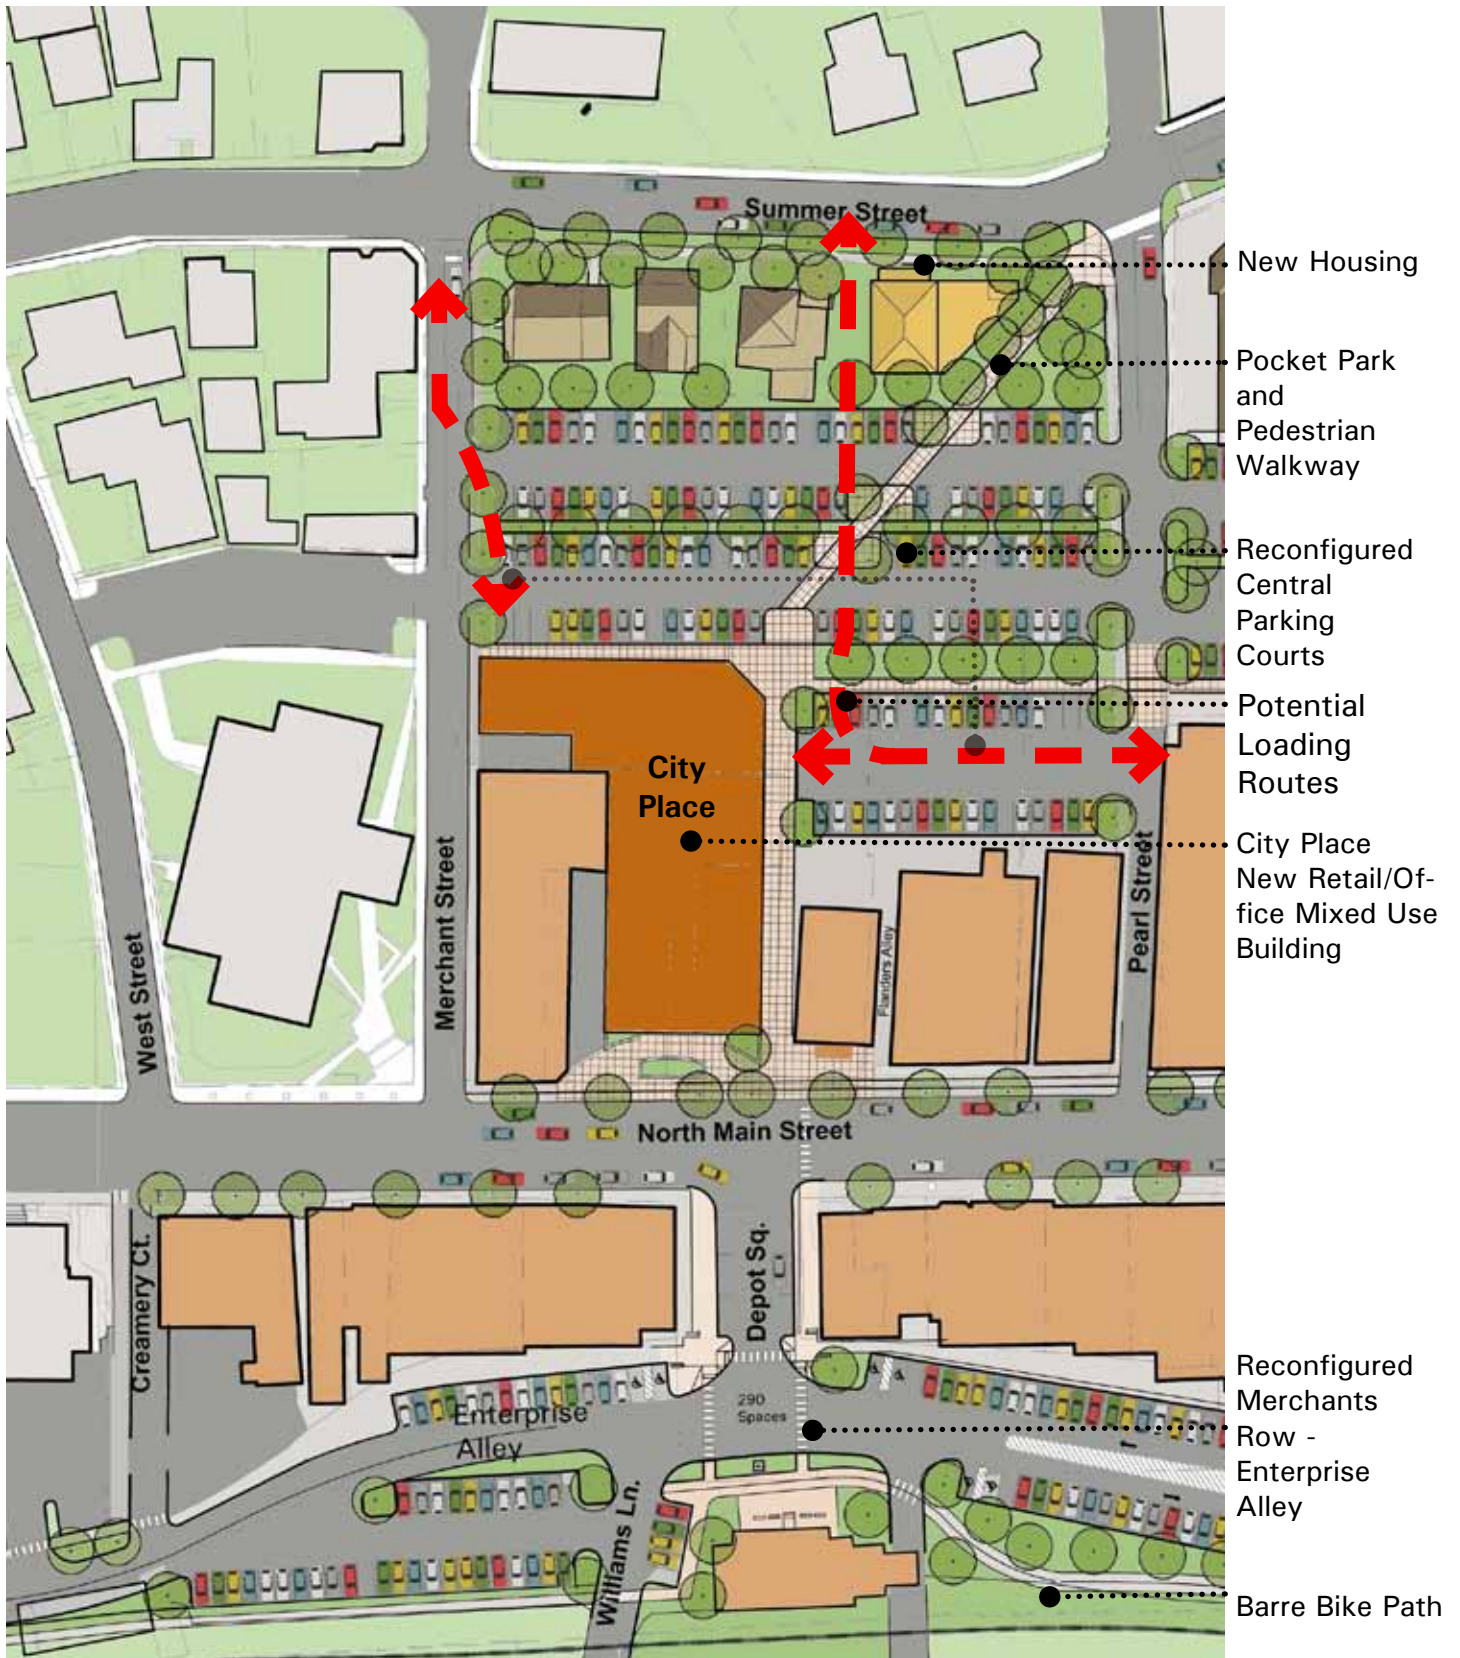 Summer Street
New Housing
Pocket Park
and
Pedestrian
Walkway
Reconfigured
Central
Parking
Courts
Potential
Loading
Routes
City
Place
City Place
New Retail/Of-
fice Mixed Use
Building
Merchant Street
Pearl Street
Flanders Alley
West Street
North Main Street
Depot Sq.
Creamery Ct.
290
Spaces
Enterprise
Alley
Reconfigured
Merchants
Row -
Enterprise
Alley
Williams Ln.
Barre Bike Path